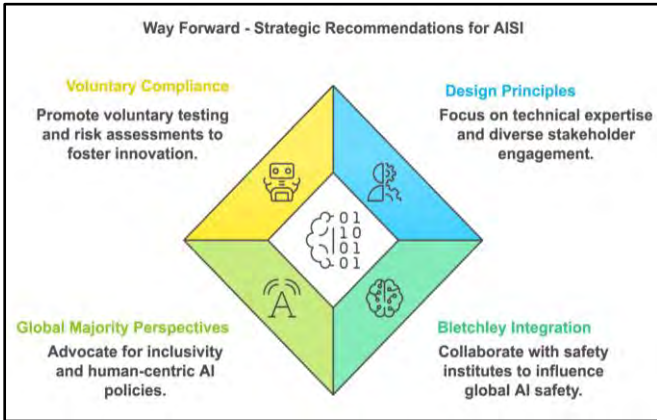 Way Forward - Strategic Recommendations for AISI
Voluntary Compliance
Promote voluntary testing
and risk assessments to
foster innovation.
Design Principles
Focus on technical expertise
and diverse stakeholder
engagement.
01
10
01
01
A
Global Majority Perspectives
Advocate for inclusivity
and human-centric AI
policies.
Bletchley Integration
Collaborate with safety
institutes to influence
global AI safety.